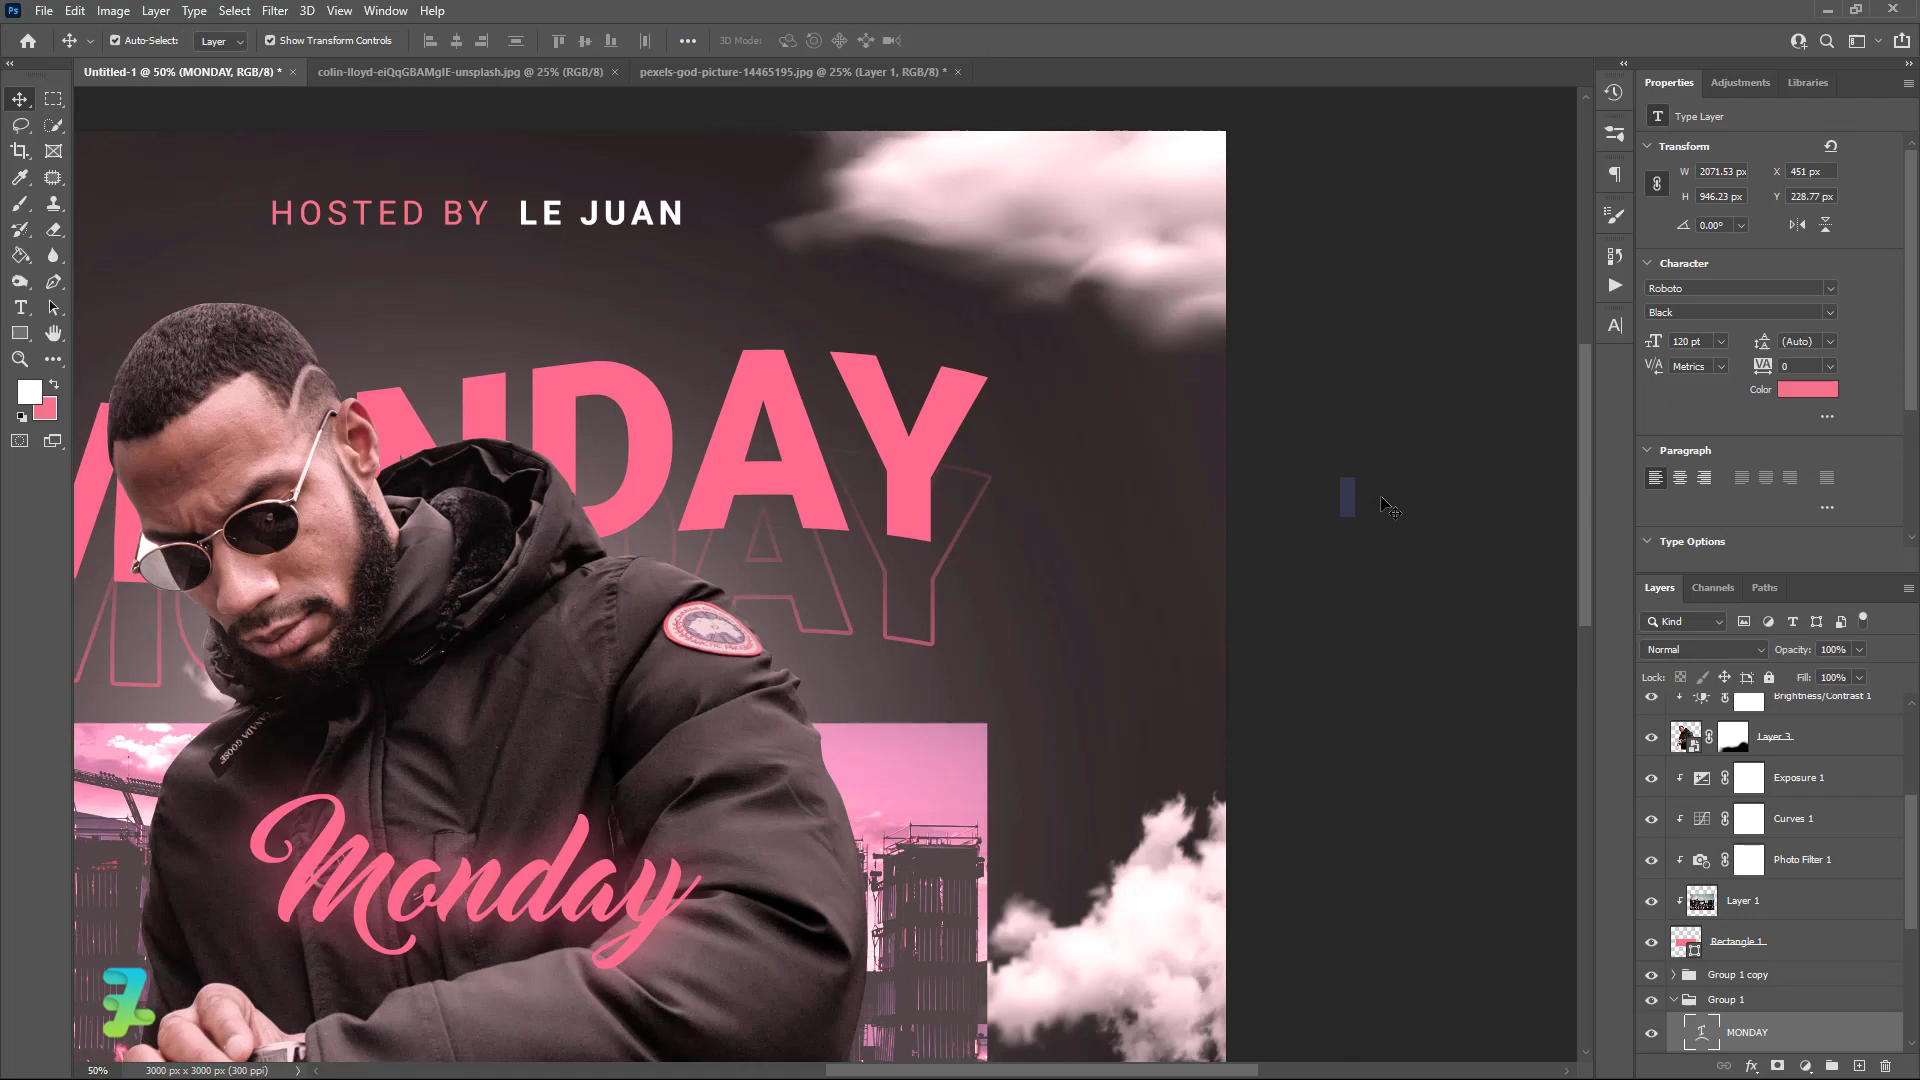 Ps File Edit Image Layer Type Select Filter 3D View Window Help
Auto-Select: Layer Show Transform Controls 3D Mode:
Untitled-1 @ 50% (MONDAY, RGB/8) * colin-lloyd-eiQqGBAMgIE-unsplash.jpg @ 25% (RGB/8) pexels-god-picture-14465195.jpg @ 25% (Layer 1, RGB/8) *
HOSTED BY LE JUAN
MONDAY
CANADA GOOSE
Monday
50% 3000 px x 3000 px (300 ppi)
Properties Adjustments Libraries
Type Layer
Transform
W 2071.53 px X 451 px
H 946.23 px Y 228.77 px
0.00°
Character
Roboto
Black
120 pt (Auto)
Metrics 0
Color
Paragraph
Type Options
Layers Channels Paths
Kind
Normal Opacity: 100%
Lock: Fill: 100%
Brightness/Contrast 1
Layer 3
Exposure 1
Curves 1
Photo Filter 1
Layer 1
Rectangle 1
Group 1 copy
Group 1
MONDAY